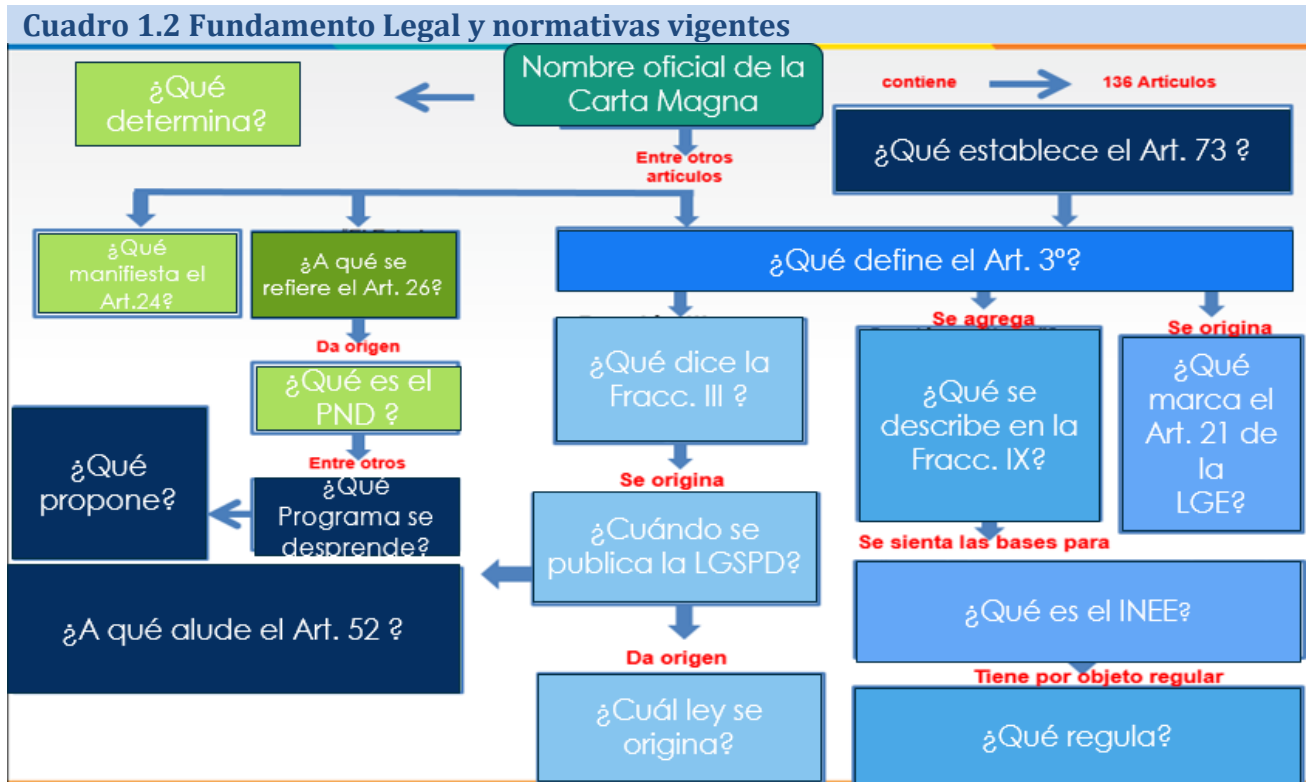 Cuadro 1.2 Fundamento Legal y normativas vigentes
¿Qué
determina?
Nombre oficial de la
Carta Magna
contiene
136 Artículos
¿Qué establece el Art. 73 ?
Entre otros
artículos
¿Qué
manifiesta el
Art.24?
¿A qué se
refiere el Art. 26?
¿Qué define el Art. 3º?
Da origen
¿Qué es el
PND ?
Entre otros
¿Qué
Programa se
desprende?
¿Qué
propone?
¿Qué dice la
Fracc. III ?
Se agrega
¿Qué se
describe en la
Fracc. IX?
Se origina
¿Qué
marca el
Art. 21 de
la
LGE?
Se origina
¿Cuándo se
publica la LGSPD?
Se sienta las bases para
¿A qué alude el Art. 52 ?
¿Qué es el INEE?
Da origen
Tiene por objeto regular
¿Cuál ley se
origina?
¿Qué regula?